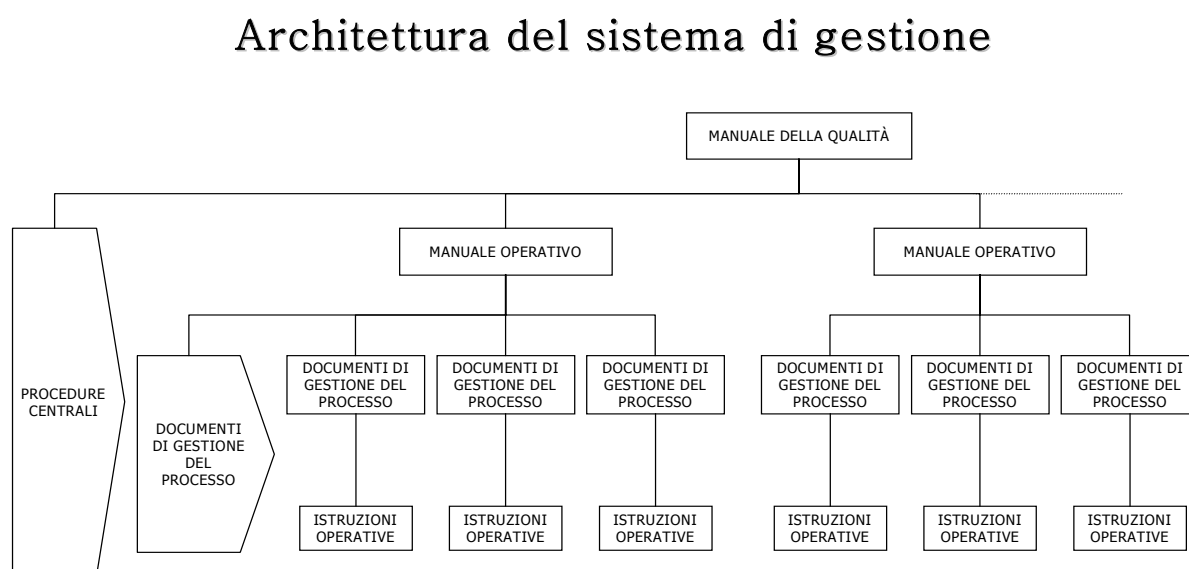 Architettura del sistema di gestione
MANUALE DELLA QUALITÀ
MANUALE OPERATIVO
MANUALE OPERATIVO
PROCEDURE
CENTRALI
DOCUMENTI
DI GESTIONE
DEL
PROCESSO
DOCUMENTI DI
GESTIONE DEL
PROCESSO
DOCUMENTI DI
GESTIONE DEL
PROCESSO
DOCUMENTI DI
GESTIONE DEL
PROCESSO
DOCUMENTI DI
GESTIONE DEL
PROCESSO
DOCUMENTI DI
GESTIONE DEL
PROCESSO
DOCUMENTI DI
GESTIONE DEL
PROCESSO
ISTRUZIONI
OPERATIVE
ISTRUZIONI
OPERATIVE
ISTRUZIONI
OPERATIVE
ISTRUZIONI
OPERATIVE
ISTRUZIONI
OPERATIVE
ISTRUZIONI
OPERATIVE